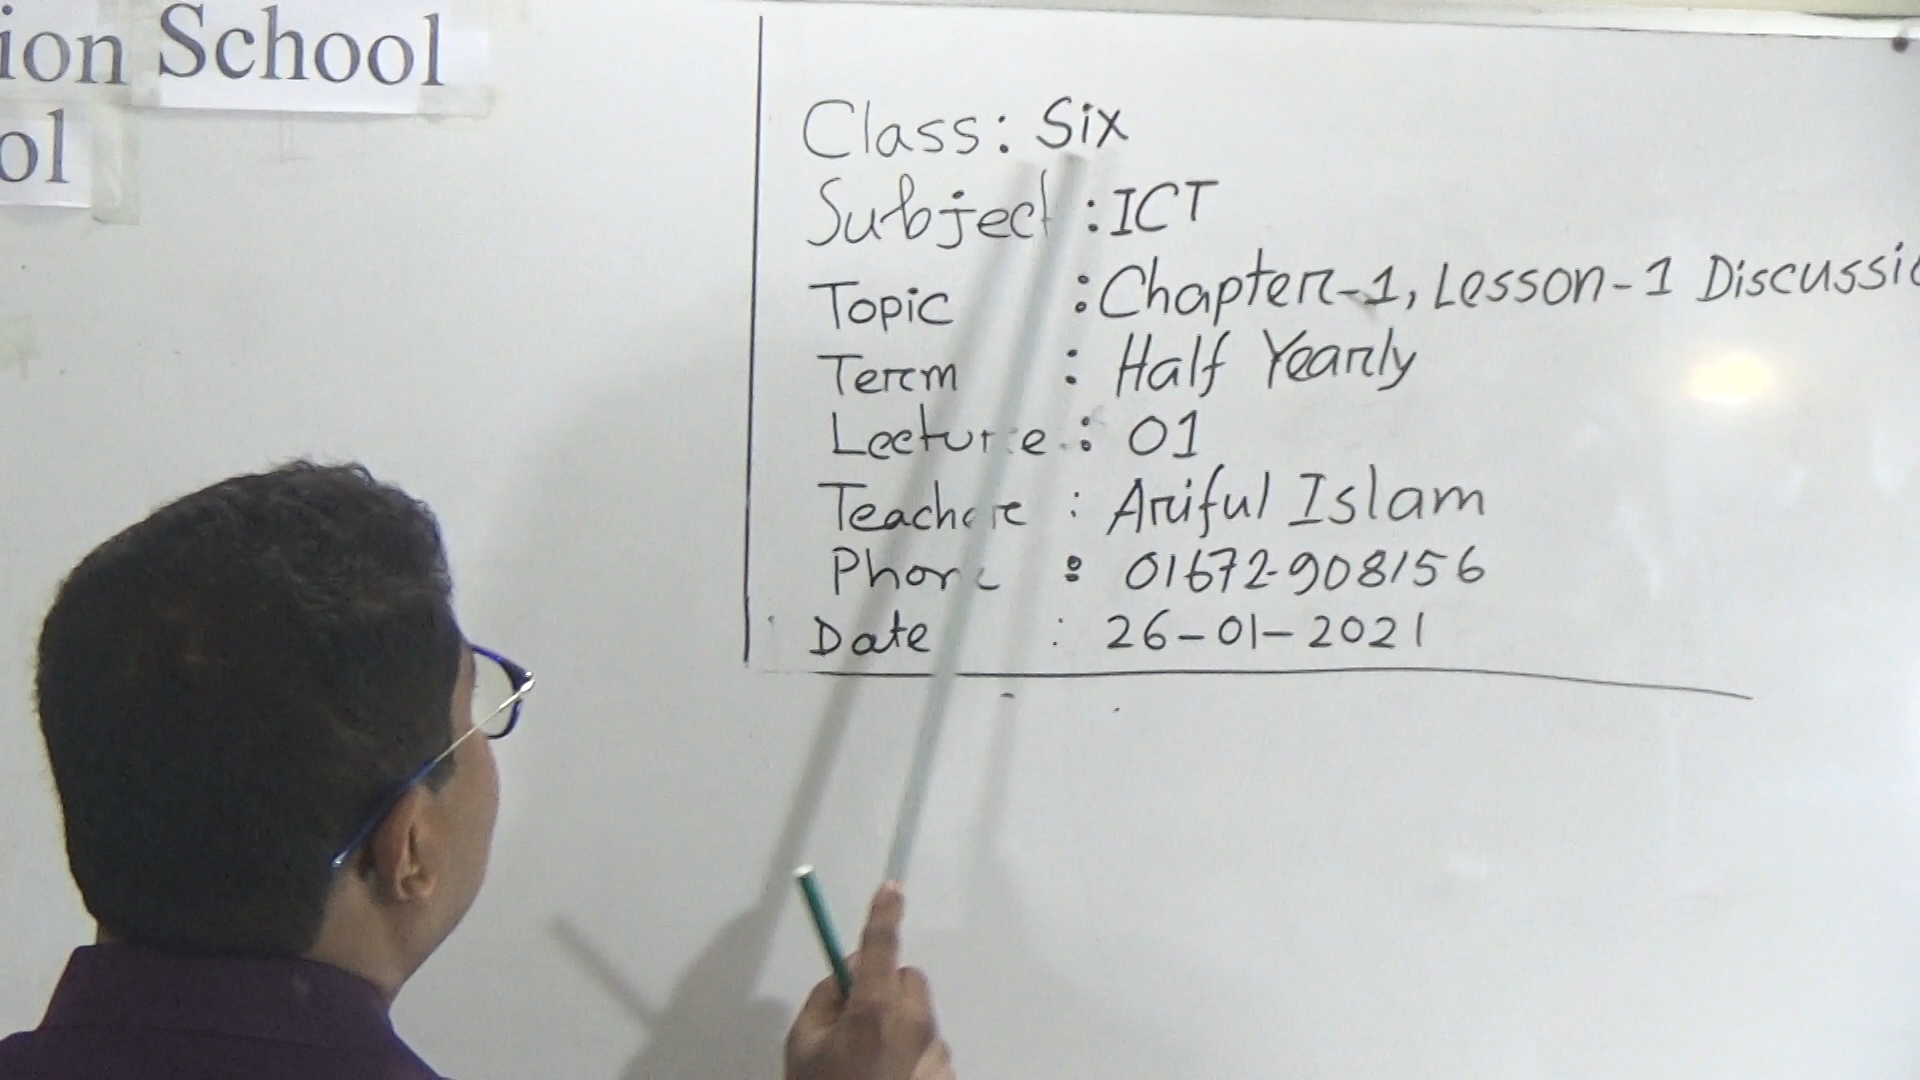 ion School
ol
Class: Six
Subject : ICT
Topic : Chapter-1, Lesson-1 Discussio
Term : Half Yearly
Lecture : 01
Teacher : Ariful Islam
Phone : 01672-908156
Date : 26-01-2021